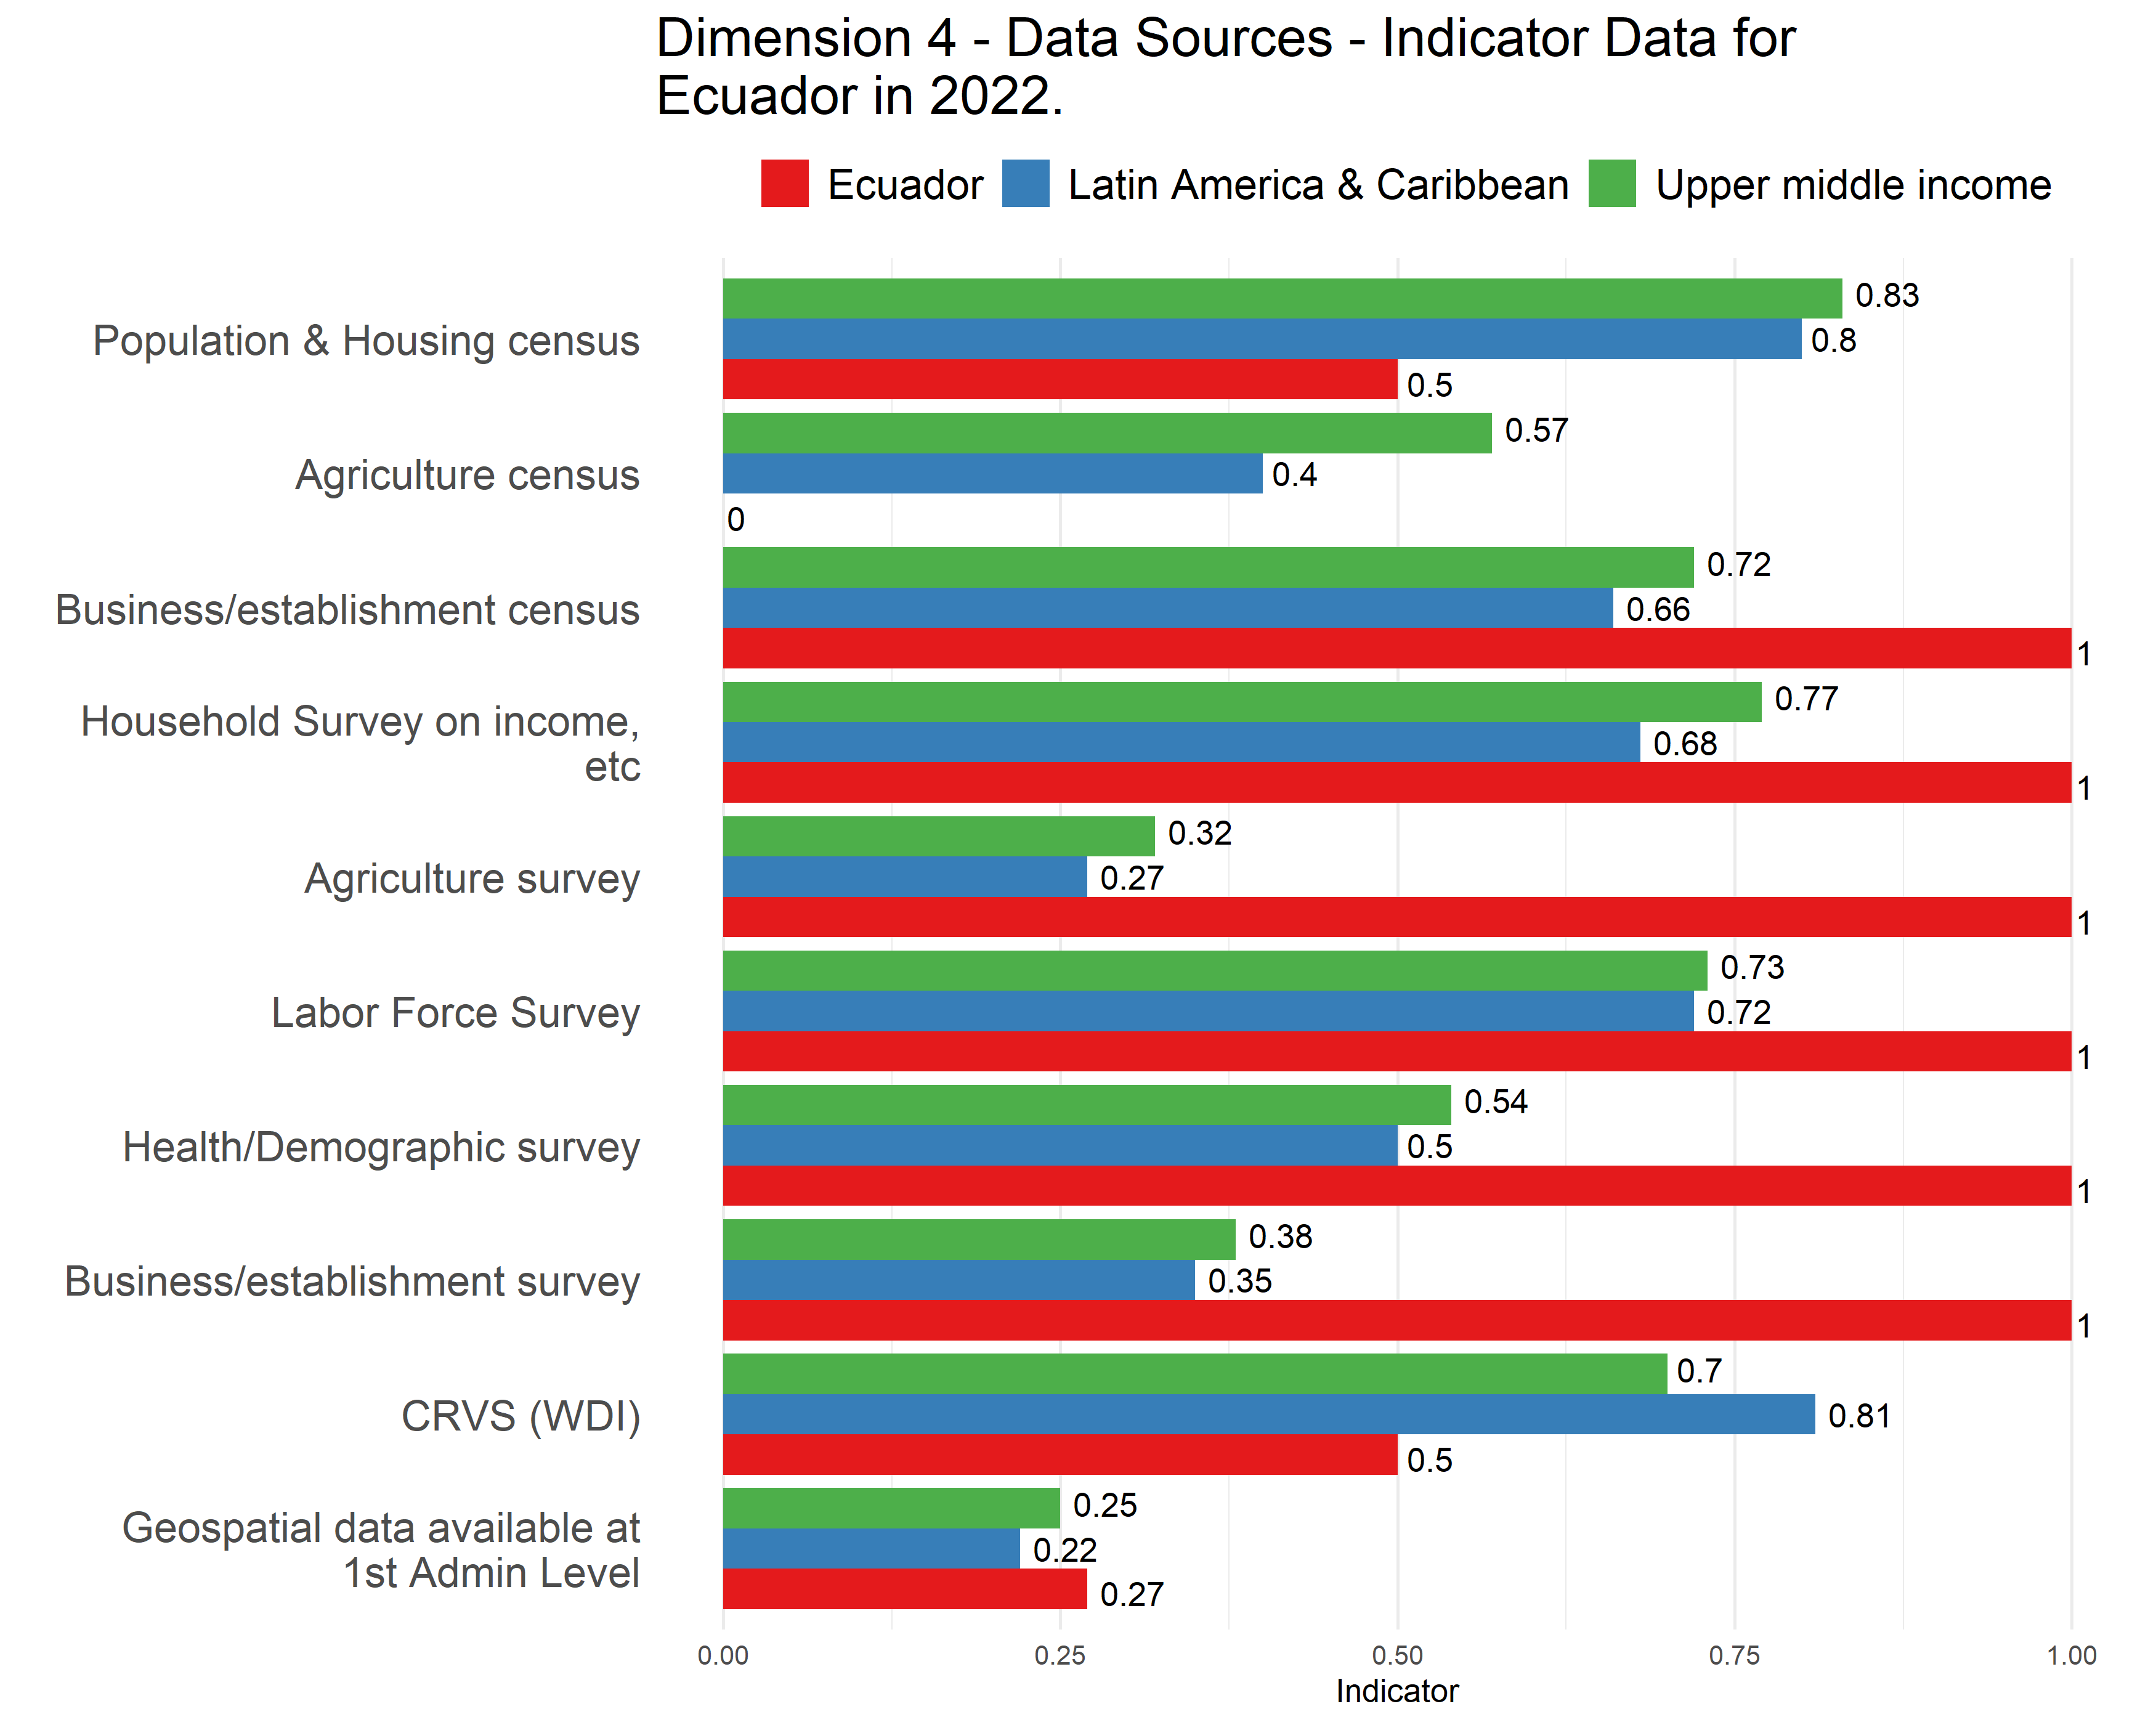 Dimension 4 - Data Sources - Indicator Data for
Ecuador in 2022.
Ecuador Latin America & Caribbean Upper middle income
Population & Housing census
0.83
0.8
0.5
Agriculture census
0.57
0.4
0
Business/establishment census
0.72
0.66
1
Household Survey on income,
etc
0.77
0.68
1
Agriculture survey
0.32
0.27
1
Labor Force Survey
0.73
0.72
1
Health/Demographic survey
0.54
0.5
1
Business/establishment survey
0.38
0.35
1
CRVS (WDI)
0.7
0.81
0.5
Geospatial data available at
1st Admin Level
0.25
0.22
0.27
0.00 0.25 0.50 0.75 1.00
Indicator